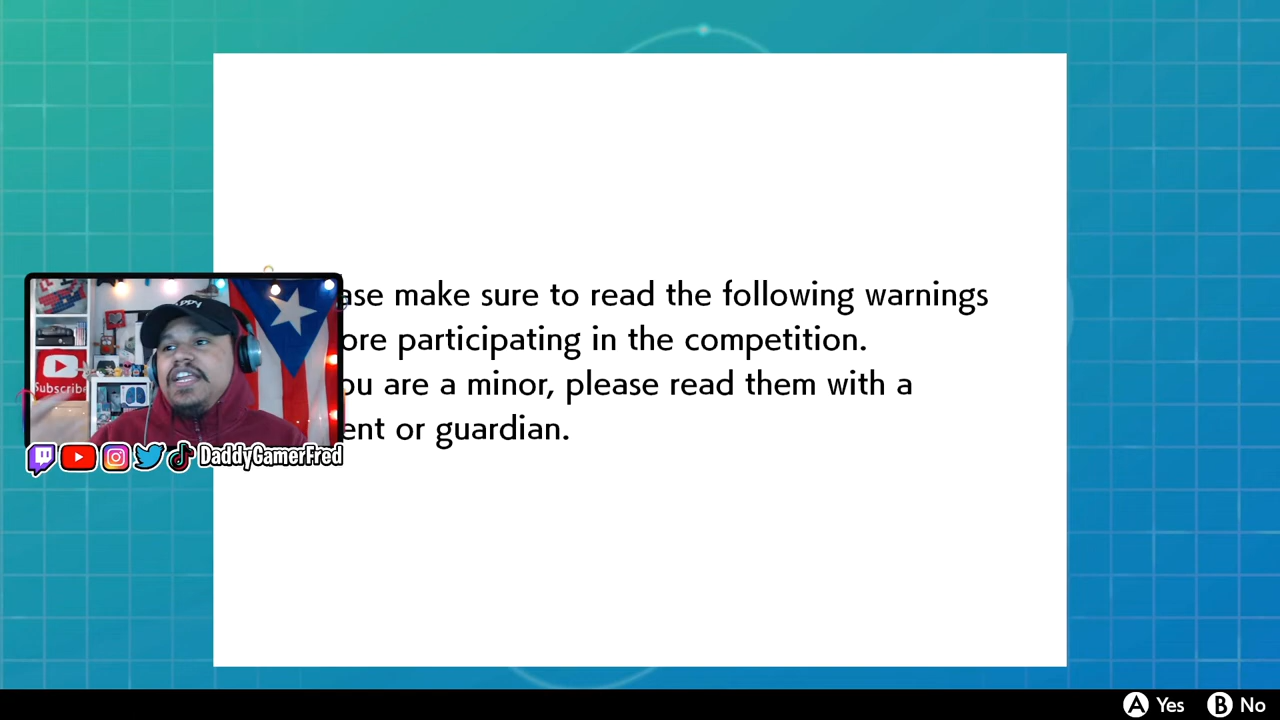 ase make sure to read the following warnings
ore participating in the competition.
ou are a minor, please read them with a
ent or guardian.
Subscribe
DaddyGamerFred
A Yes B No